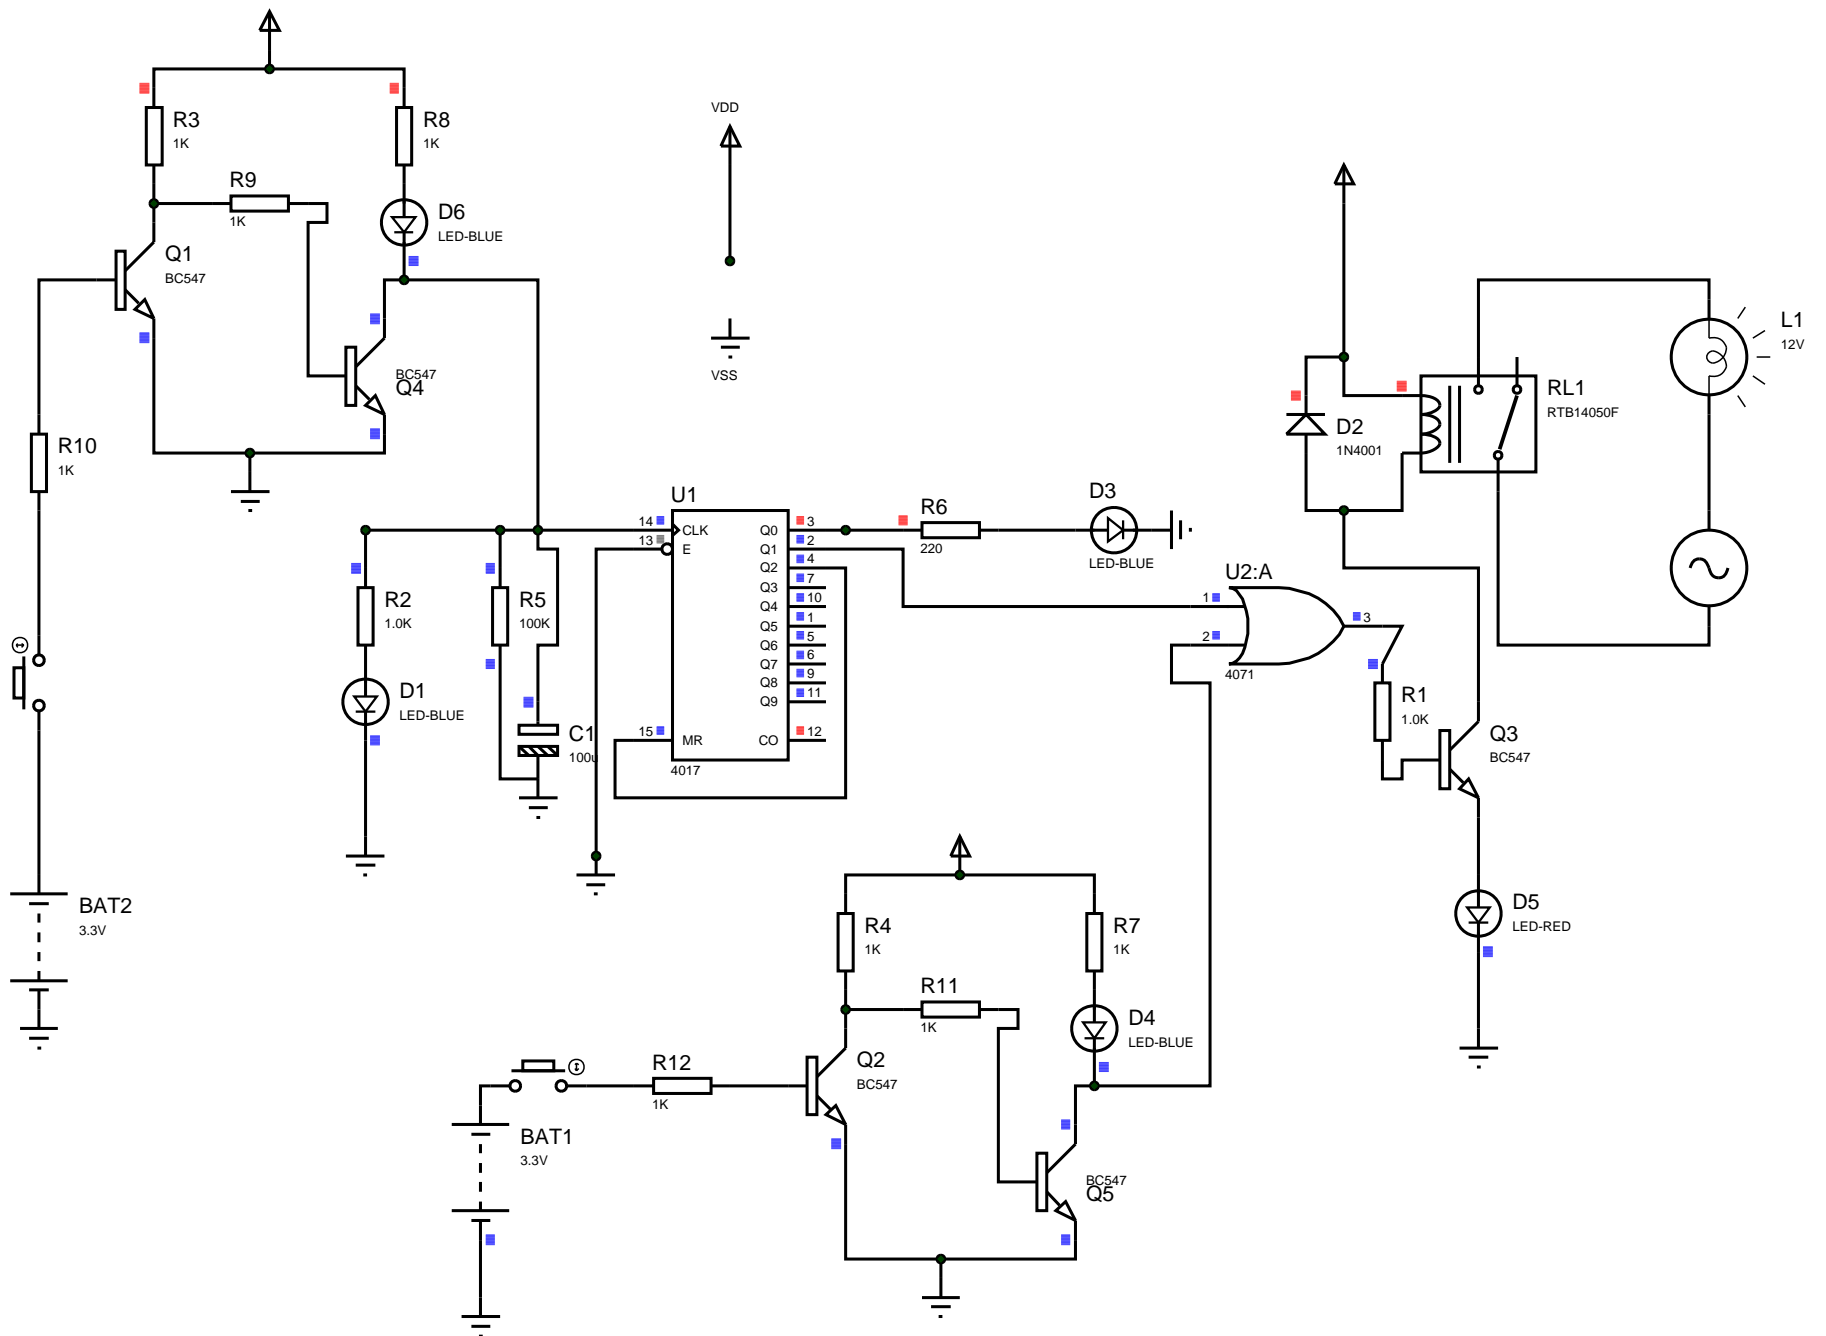 VDD
R3
1K
R8
1K
R9
1K
D6
LED-BLUE
Q1
BC547
BC547
Q4
VSS
L1
12V
RL1
RTB14050F
D2
1N4001
R10
1K
U1
14
CLK
13
E
Q0
3
Q1
2
Q2
4
Q3
7
Q4
10
Q5
1
Q6
5
Q7
6
Q8
9
Q9
11
15
MR
CO
12
4017
R6
220
D3
LED-BLUE
U2:A
1
2
3
4071
R2
1.0K
R5
100K
D1
LED-BLUE
C1
100u
R1
1.0K
Q3
BC547
BAT2
3.3V
R4
1K
R7
1K
D5
LED-RED
R11
1K
D4
LED-BLUE
R12
1K
Q2
BC547
BAT1
3.3V
BC547
Q5